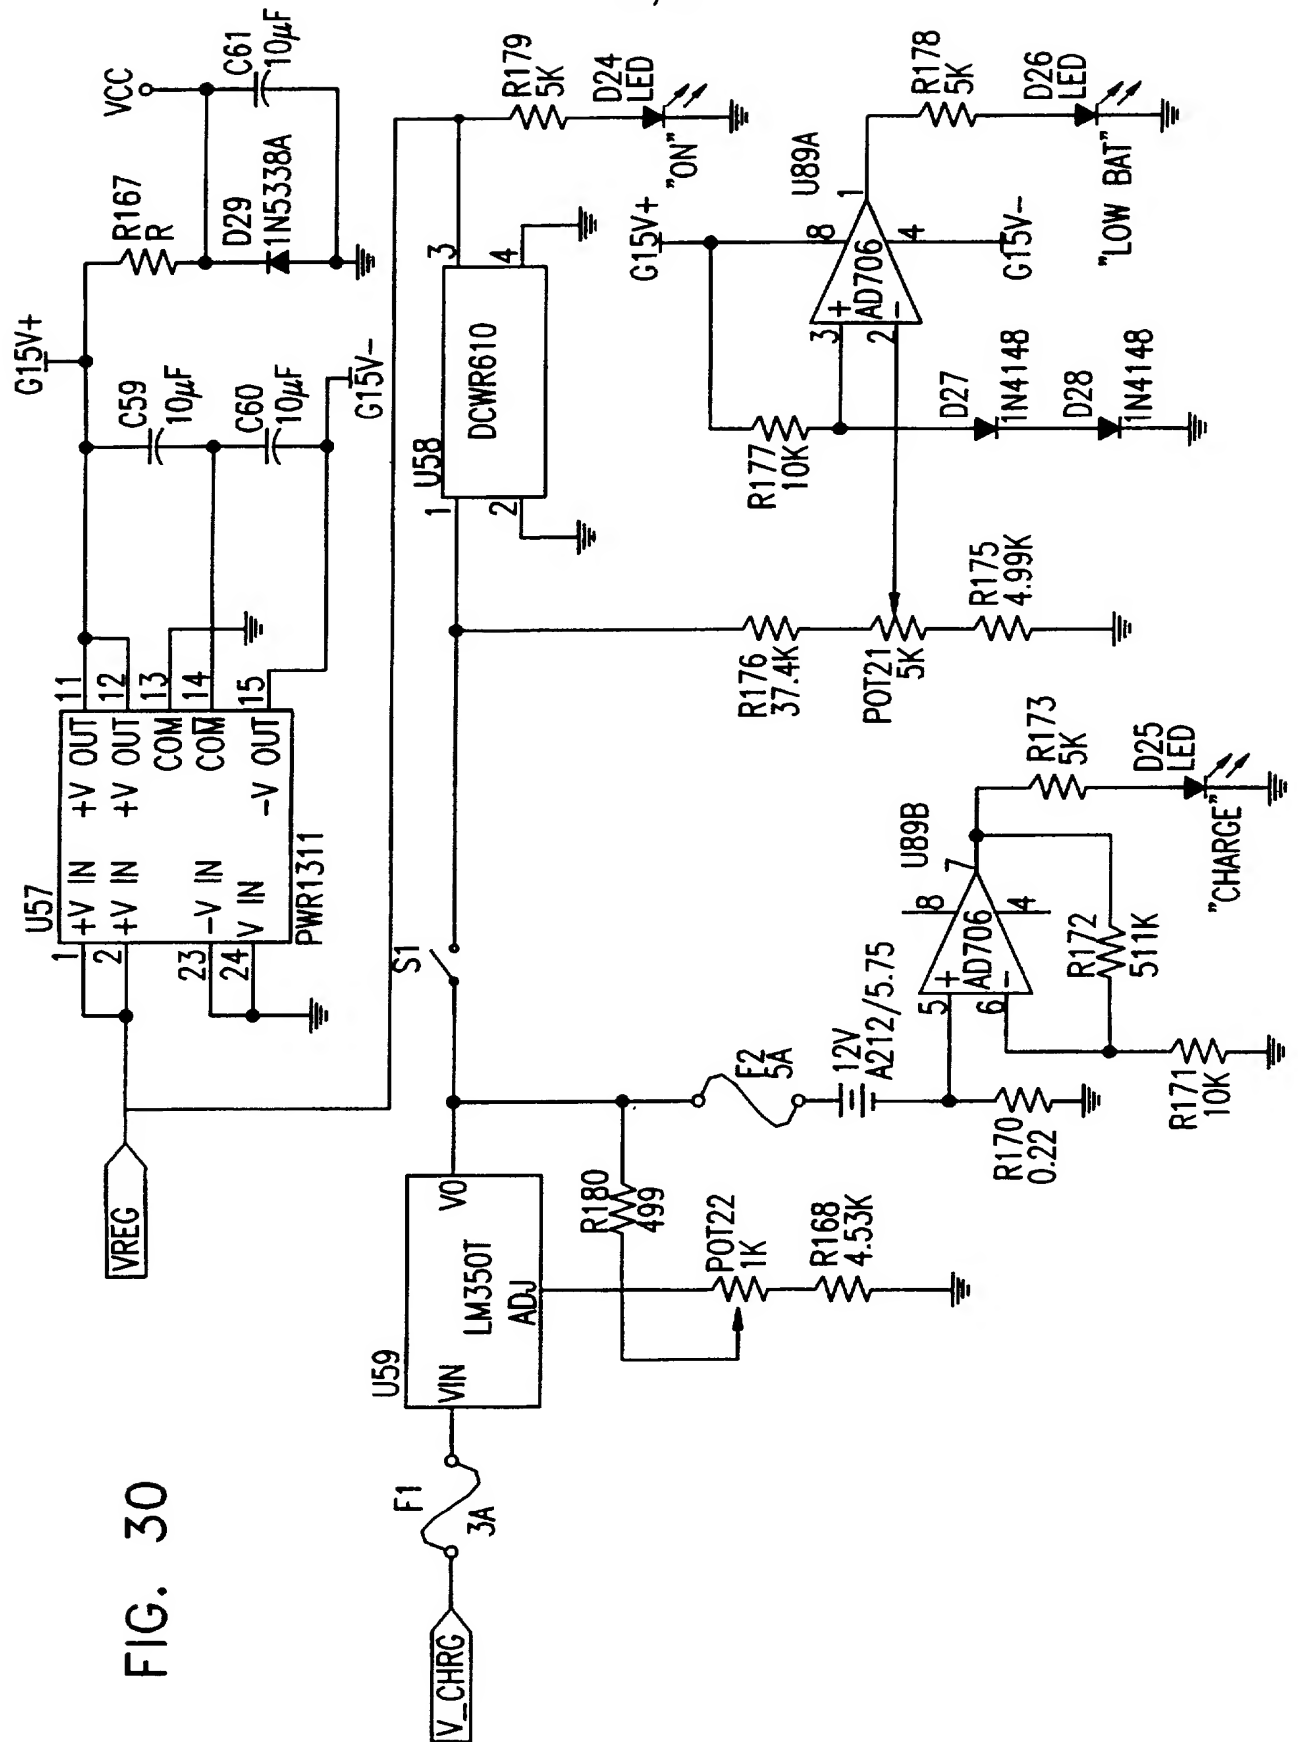 FIG. 30
VREG
U57
+V IN
+V OUT
+V IN
+V OUT
COM
-V IN
COM
V IN
-V OUT
PWR1311
1
2
23
24
11
12
13
14
15
G15V+
C59
10µF
C60
10µF
G15V-
R167
R
D29
1N5338A
VCC
C61
10µF
V_CHRG
F1
3A
U59
VIN
LM350T
VO
ADJ
S1
U58
DCWR610
1
2
3
4
R179
5K
D24
LED
"ON"
R180
499
POT22
1K
R168
4.53K
F2
5A
12V
A212/5.75
R170
0.22
R171
10K
U89B
AD706
5
6
7
8
4
+
-
R172
511K
R173
5K
D25
LED
"CHARGE"
R176
37.4K
POT21
5K
R175
4.99K
R177
10K
D27
1N4148
D28
1N4148
G15V+
U89A
AD706
3
2
8
4
1
+
-
G15V-
R178
5K
D26
LED
"LOW BAT"